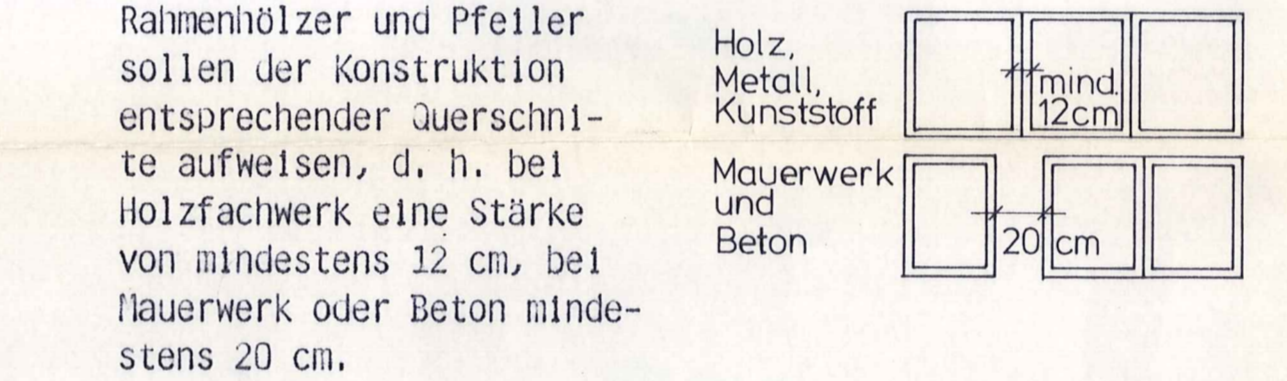 Rahmenhölzer und Pfeiler
sollen der Konstruktion
entsprechender Querschni-
te aufweisen, d. h. bei
Holzfachwerk eine Stärke
von mindestens 12 cm, bei
Mauerwerk oder Beton minde-
stens 20 cm.
Holz,
Metall,
Kunststoff
mind.
12cm
Mauerwerk
und
Beton
20 cm